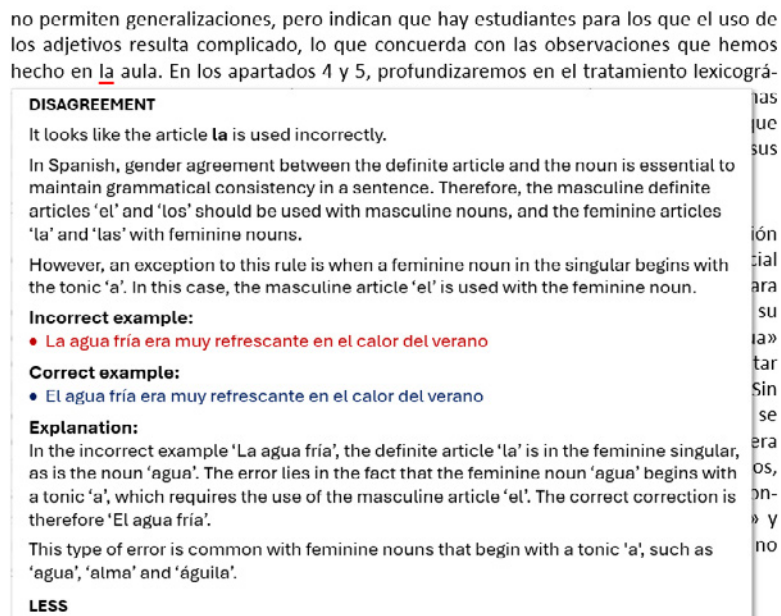 no permiten generalizaciones, pero indican que hay estudiantes para los que el uso de
los adjetivos resulta complicado, lo que concuerda con las observaciones que hemos
hecho en la aula. En los apartados 4 y 5, profundizaremos en el tratamiento lexicográ-
DISAGREEMENT
It looks like the article la is used incorrectly.
In Spanish, gender agreement between the definite article and the noun is essential to
maintain grammatical consistency in a sentence. Therefore, the masculine definite
articles ‘el’ and ‘los’ should be used with masculine nouns, and the feminine articles
‘la’ and ‘las’ with feminine nouns.
However, an exception to this rule is when a feminine noun in the singular begins with
the tonic ‘a’. In this case, the masculine article ‘el’ is used with the feminine noun.
Incorrect example:
• La agua fría era muy refrescante en el calor del verano
Correct example:
• El agua fría era muy refrescante en el calor del verano
Explanation:
In the incorrect example ‘La agua fría’, the definite article ‘la’ is in the feminine singular,
as is the noun ‘agua’. The error lies in the fact that the feminine noun ‘agua’ begins with
a tonic ‘a’, which requires the use of the masculine article ‘el’. The correct correction is
therefore ‘El agua fría’.
This type of error is common with feminine nouns that begin with a tonic 'a', such as
‘agua’, ‘alma’ and ‘águila’.
LESS